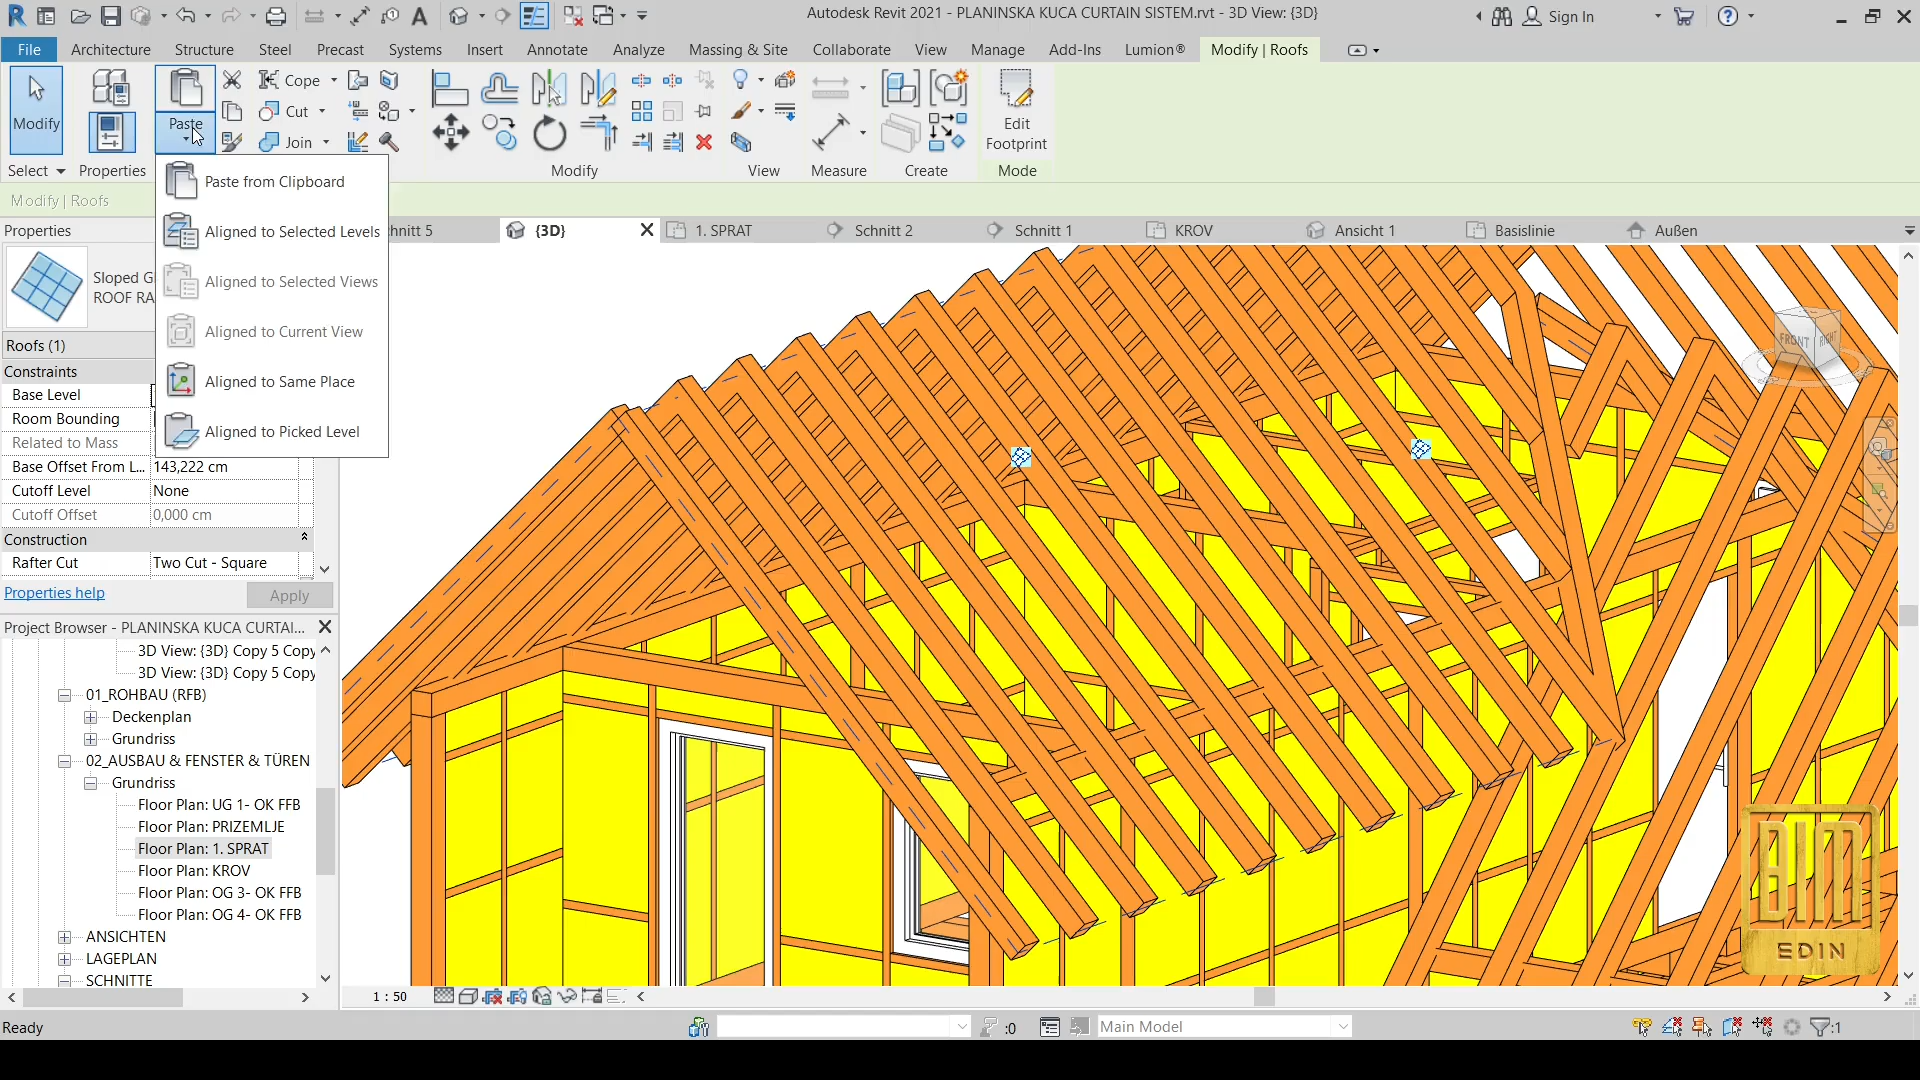 Autodesk Revit 2021 - PLANINSKA KUCA CURTAIN SISTEM.rvt - 3D View: {3D}
Sign In
File Architecture Structure Steel Precast Systems Insert Annotate Analyze Massing & Site Collaborate View Manage Add-Ins Lumion® Modify | Roofs
Modify
Paste
Cope
Cut
Join
Edit
Footprint
Select Properties Modify View Measure Create Mode
Modify | Roofs
Paste from Clipboard
Aligned to Selected Levels
Aligned to Selected Views
Aligned to Current View
Aligned to Same Place
Aligned to Picked Level
hnitt 5 {3D} 1. SPRAT Schnitt 2 Schnitt 1 KROV Ansicht 1 Basislinie Außen
Properties
Sloped Gl
ROOF RA
Roofs (1)
Constraints
Base Level
Room Bounding
Related to Mass
Base Offset From L... 143,222 cm
Cutoff Level None
Cutoff Offset 0,000 cm
Construction
Rafter Cut Two Cut - Square
Properties help Apply
Project Browser - PLANINSKA KUCA CURTAI...
3D View: {3D} Copy 5 Copy
3D View: {3D} Copy 5 Copy
01_ROHBAU (RFB)
Deckenplan
Grundriss
02_AUSBAU & FENSTER & TÜREN
Grundriss
Floor Plan: UG 1- OK FFB
Floor Plan: PRIZEMLJE
Floor Plan: 1. SPRAT
Floor Plan: KROV
Floor Plan: OG 3- OK FFB
Floor Plan: OG 4- OK FFB
ANSICHTEN
LAGEPLAN
SCHNITTE
FRONT RIGHT
BIM
EDIN
1 : 50
Ready
:0
Main Model
:1